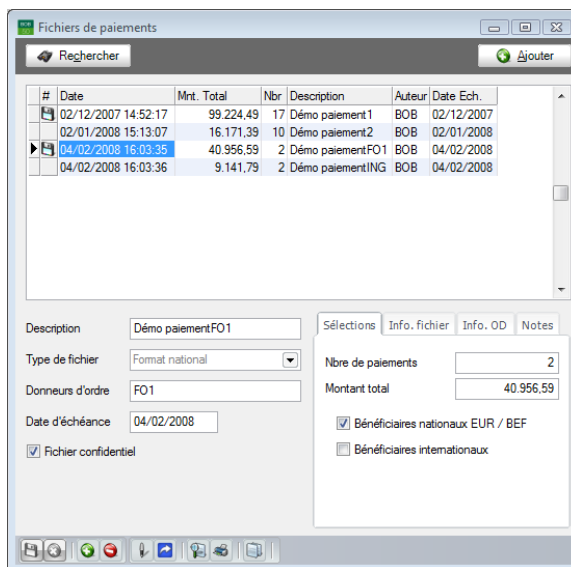 Fichiers de paiements
Rechercher
Ajouter
# Date Mnt. Total Nbr Description Auteur Date Ech.
02/12/2007 14:52:17 99.224,49 17 Démo paiement1 BOB 02/12/2007
02/01/2008 15:13:07 16.171,39 10 Démo paiement2 BOB 02/01/2008
04/02/2008 16:03:35 40.956,59 2 Démo paiementFO1 BOB 04/02/2008
04/02/2008 16:03:36 9.141,79 2 Démo paiementING BOB 04/02/2008
Description Démo paiementFO1
Type de fichier Format national
Donneurs d'ordre FO1
Date d'échéance 04/02/2008
Fichier confidentiel
Sélections Info. fichier Info. OD Notes
Nbre de paiements 2
Montant total 40.956,59
Bénéficiaires nationaux EUR / BEF
Bénéficiaires internationaux